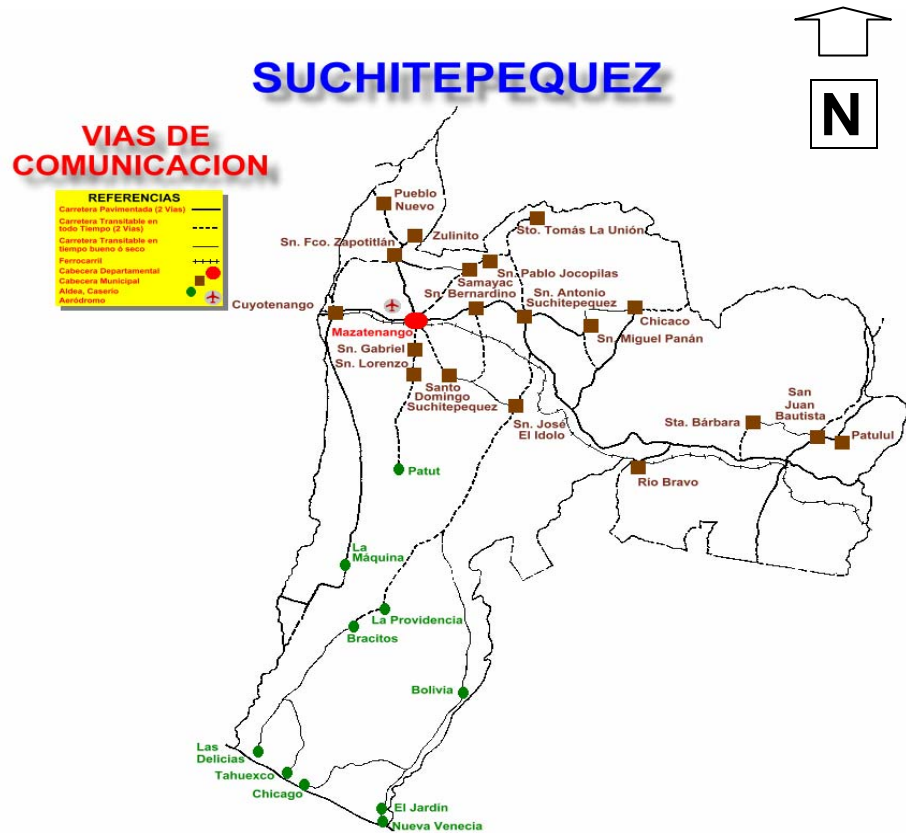 SUCHITEPEQUEZ
N
VIAS DE
COMUNICACION
REFERENCIAS
Carretera Pavimentada (2 Vias)
Carretera Transitable en
todo Tiempo (2 Vias)
Carretera Transitable en
tiempo bueno ó seco
Ferrocarril
Cabecera Departamental
Cabecera Municipal
Aldea, Caserio
Aeródromo
Pueblo
Nuevo
Zulinito
Sto. Tomás La Unión
Sn. Fco. Zapotitlán
Sn. Pablo Jocopilas
Samayac
Sn. Bernardino
Sn. Antonio
Suchitepequez
Cuyotenango
Chicaco
Mazatenango
Sn. Miguel Panán
Sn. Gabriel
Sn. Lorenzo
Santo
Domingo
Suchitepequez
San
Juan
Bautista
Sn. José
El Idolo
Sta. Bárbara
Patulul
Patut
Rio Bravo
La
Máquina
La Providencia
Bracitos
Bolivia
Las
Delicias
Tahuexco
Chicago
El Jardín
Nueva Venecia